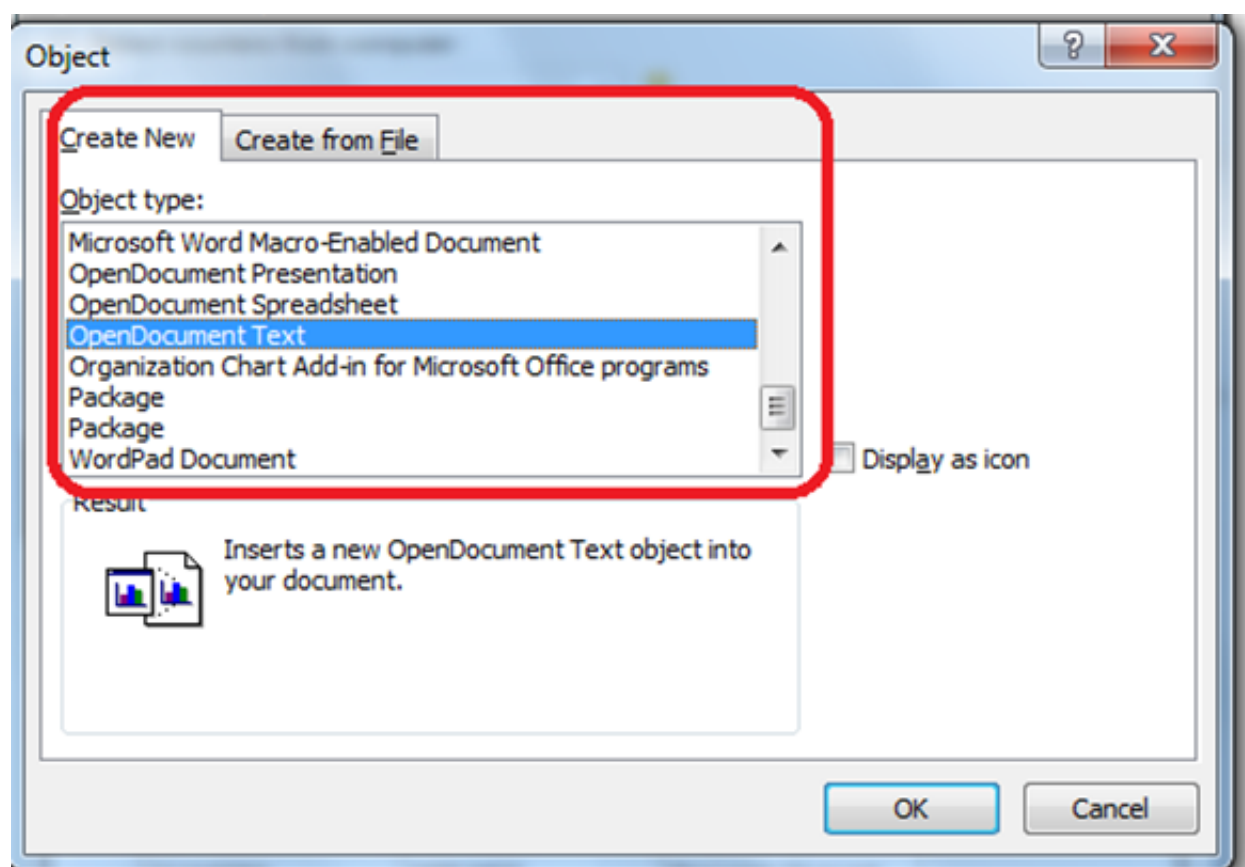 Object
Create New
Create from File
Object type:
Microsoft Word Macro-Enabled Document
OpenDocument Presentation
OpenDocument Spreadsheet
OpenDocument Text
Organization Chart Add-in for Microsoft Office programs
Package
Package
WordPad Document
Display as icon
Result
Inserts a new OpenDocument Text object into
your document.
OK
Cancel